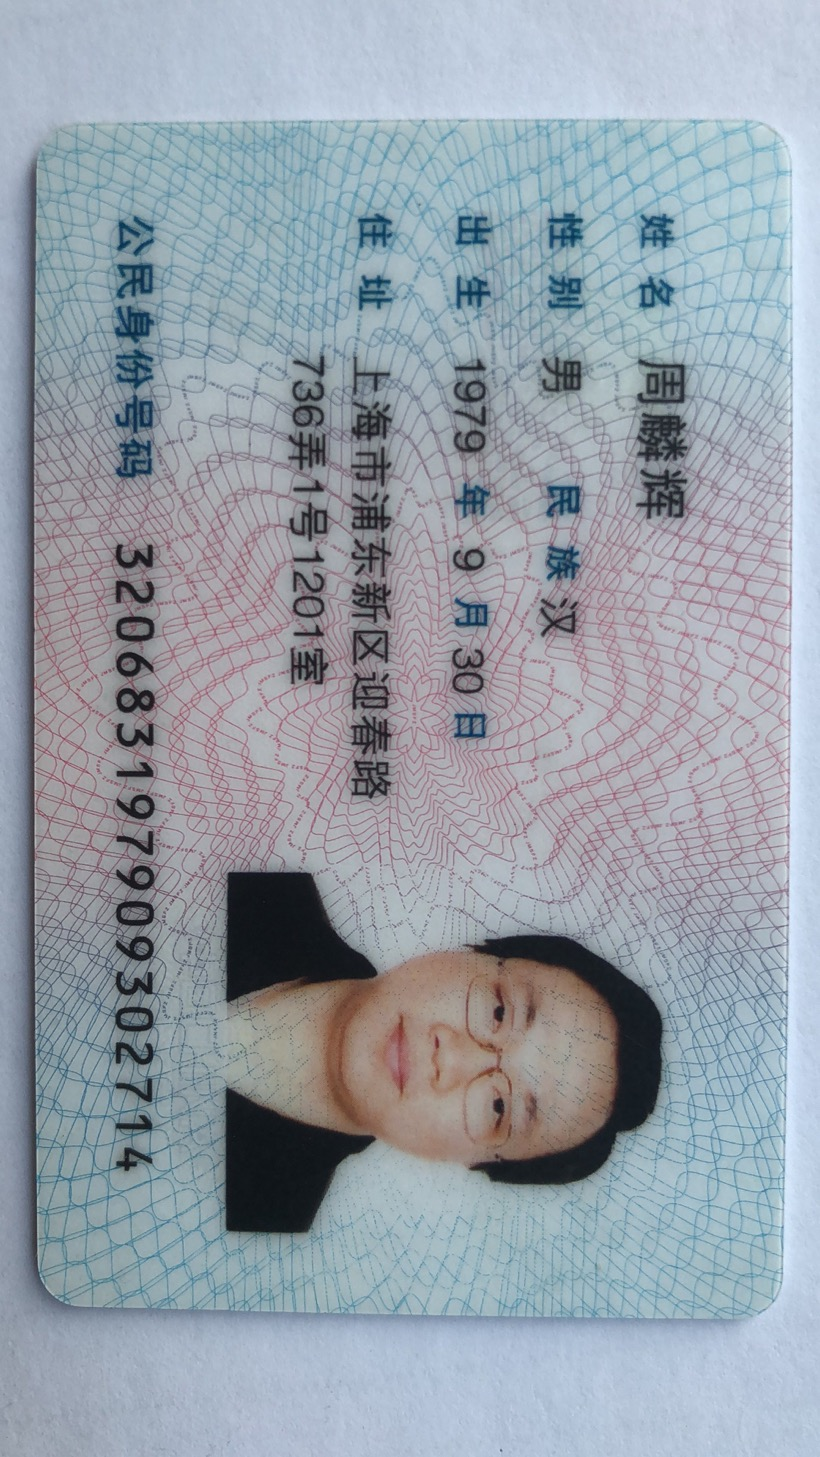 姓名 周麟辉
性别 男 民族 汉
出生 1979 年 9 月 30 日
住址 上海市浦东新区迎春路
736弄1号1201室
公民身份号码 320683197909302714